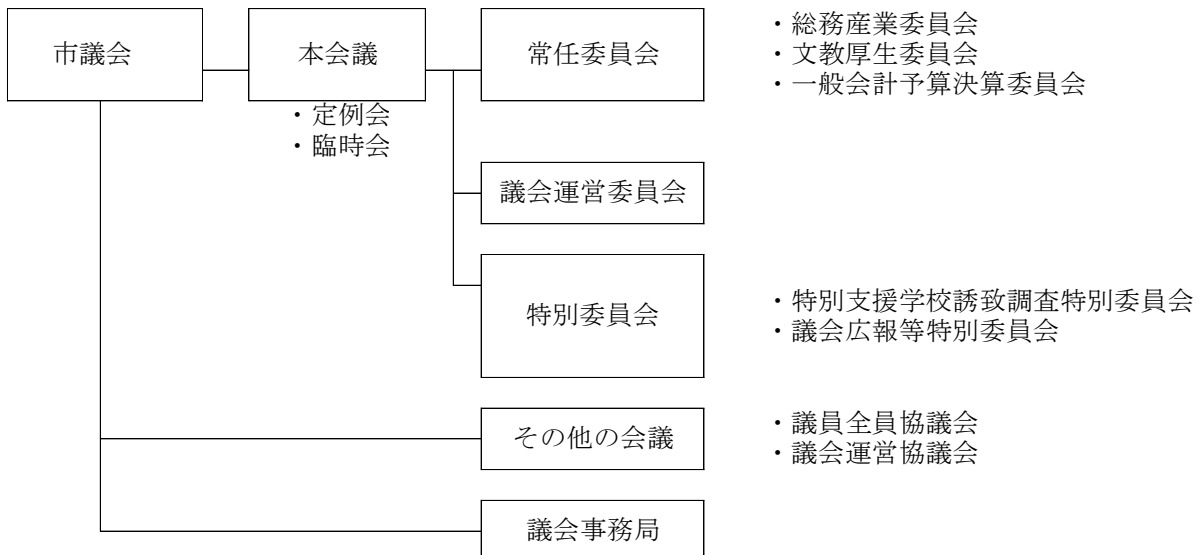 市議会
本会議
・定例会
・臨時会
常任委員会
・総務産業委員会
・文教厚生委員会
・一般会計予算決算委員会
議会運営委員会
特別委員会
・特別支援学校誘致調査特別委員会
・議会広報等特別委員会
その他の会議
・議員全員協議会
・議会運営協議会
議会事務局